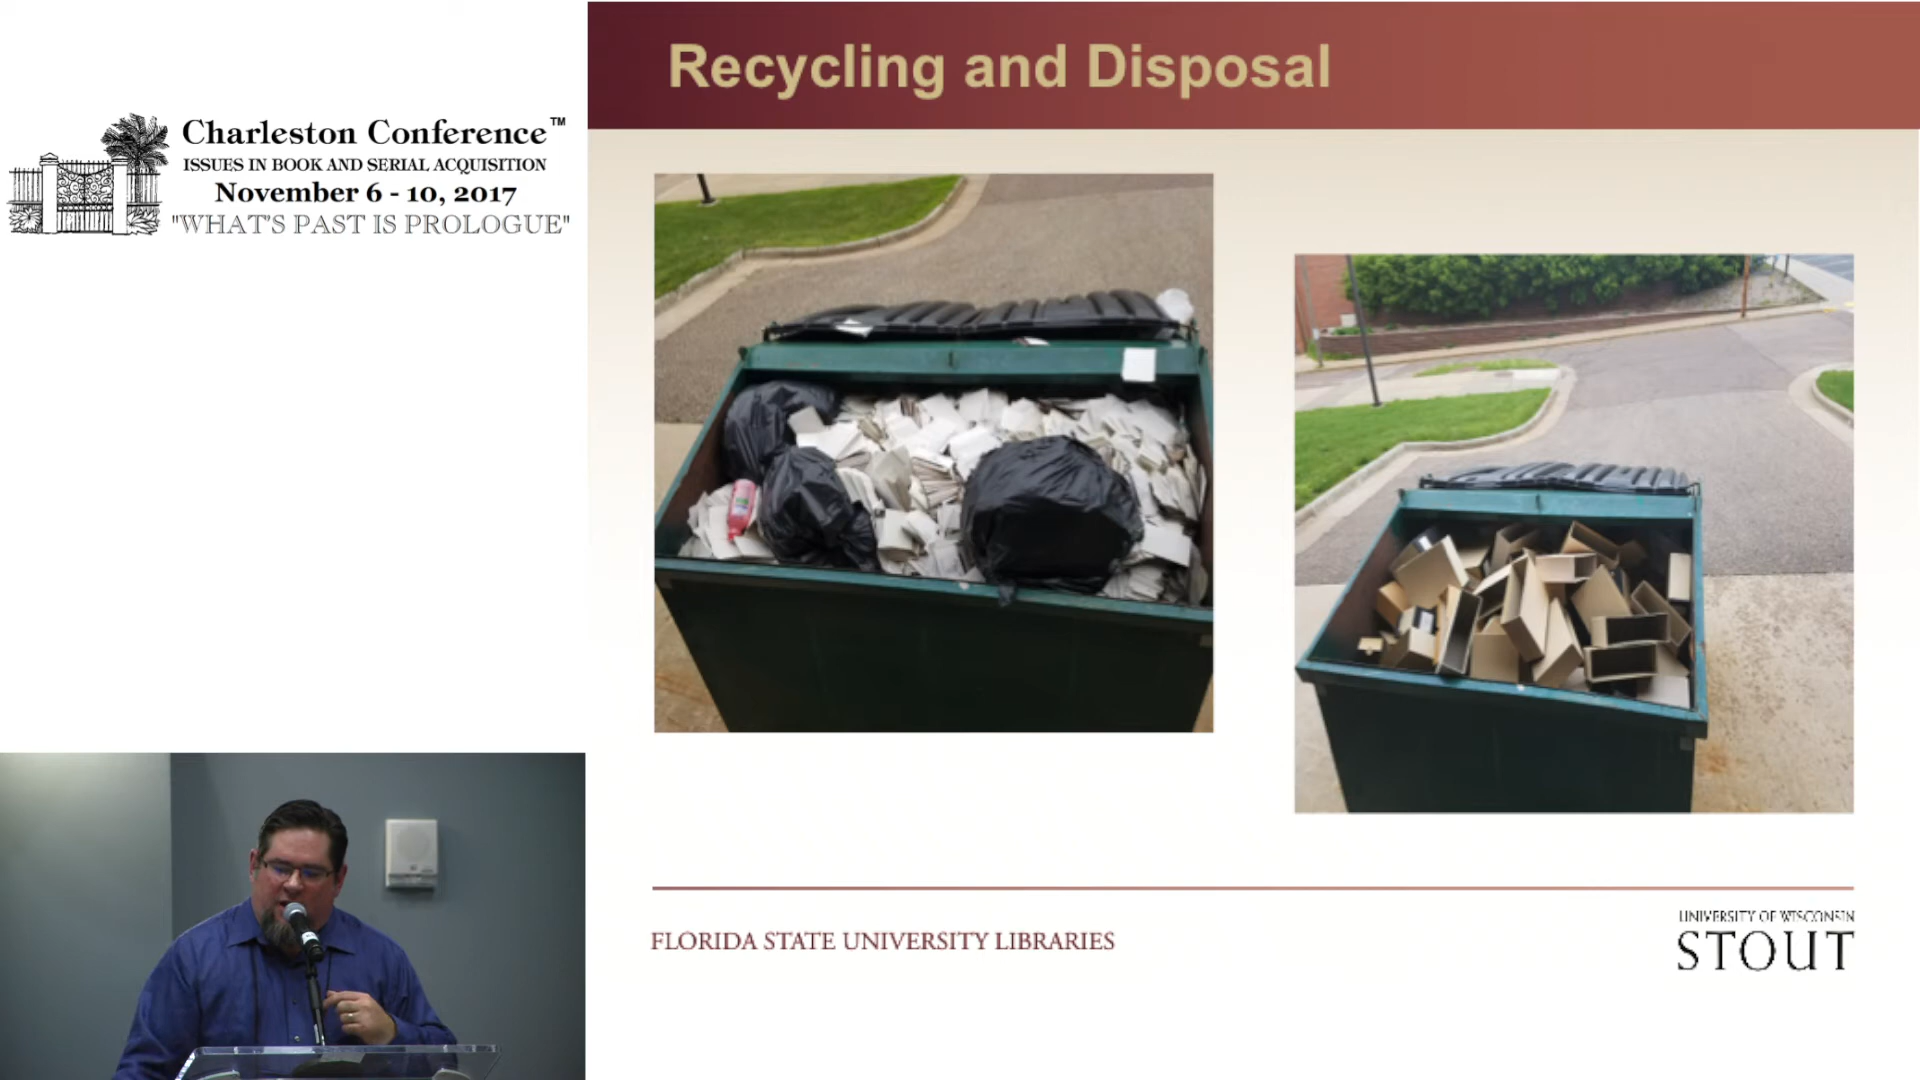 Charleston Conference™
ISSUES IN BOOK AND SERIAL ACQUISITION
November 6 - 10, 2017
"WHAT'S PAST IS PROLOGUE"
Recycling and Disposal
FLORIDA STATE UNIVERSITY LIBRARIES
UNIVERSITY OF WISCONSIN
STOUT